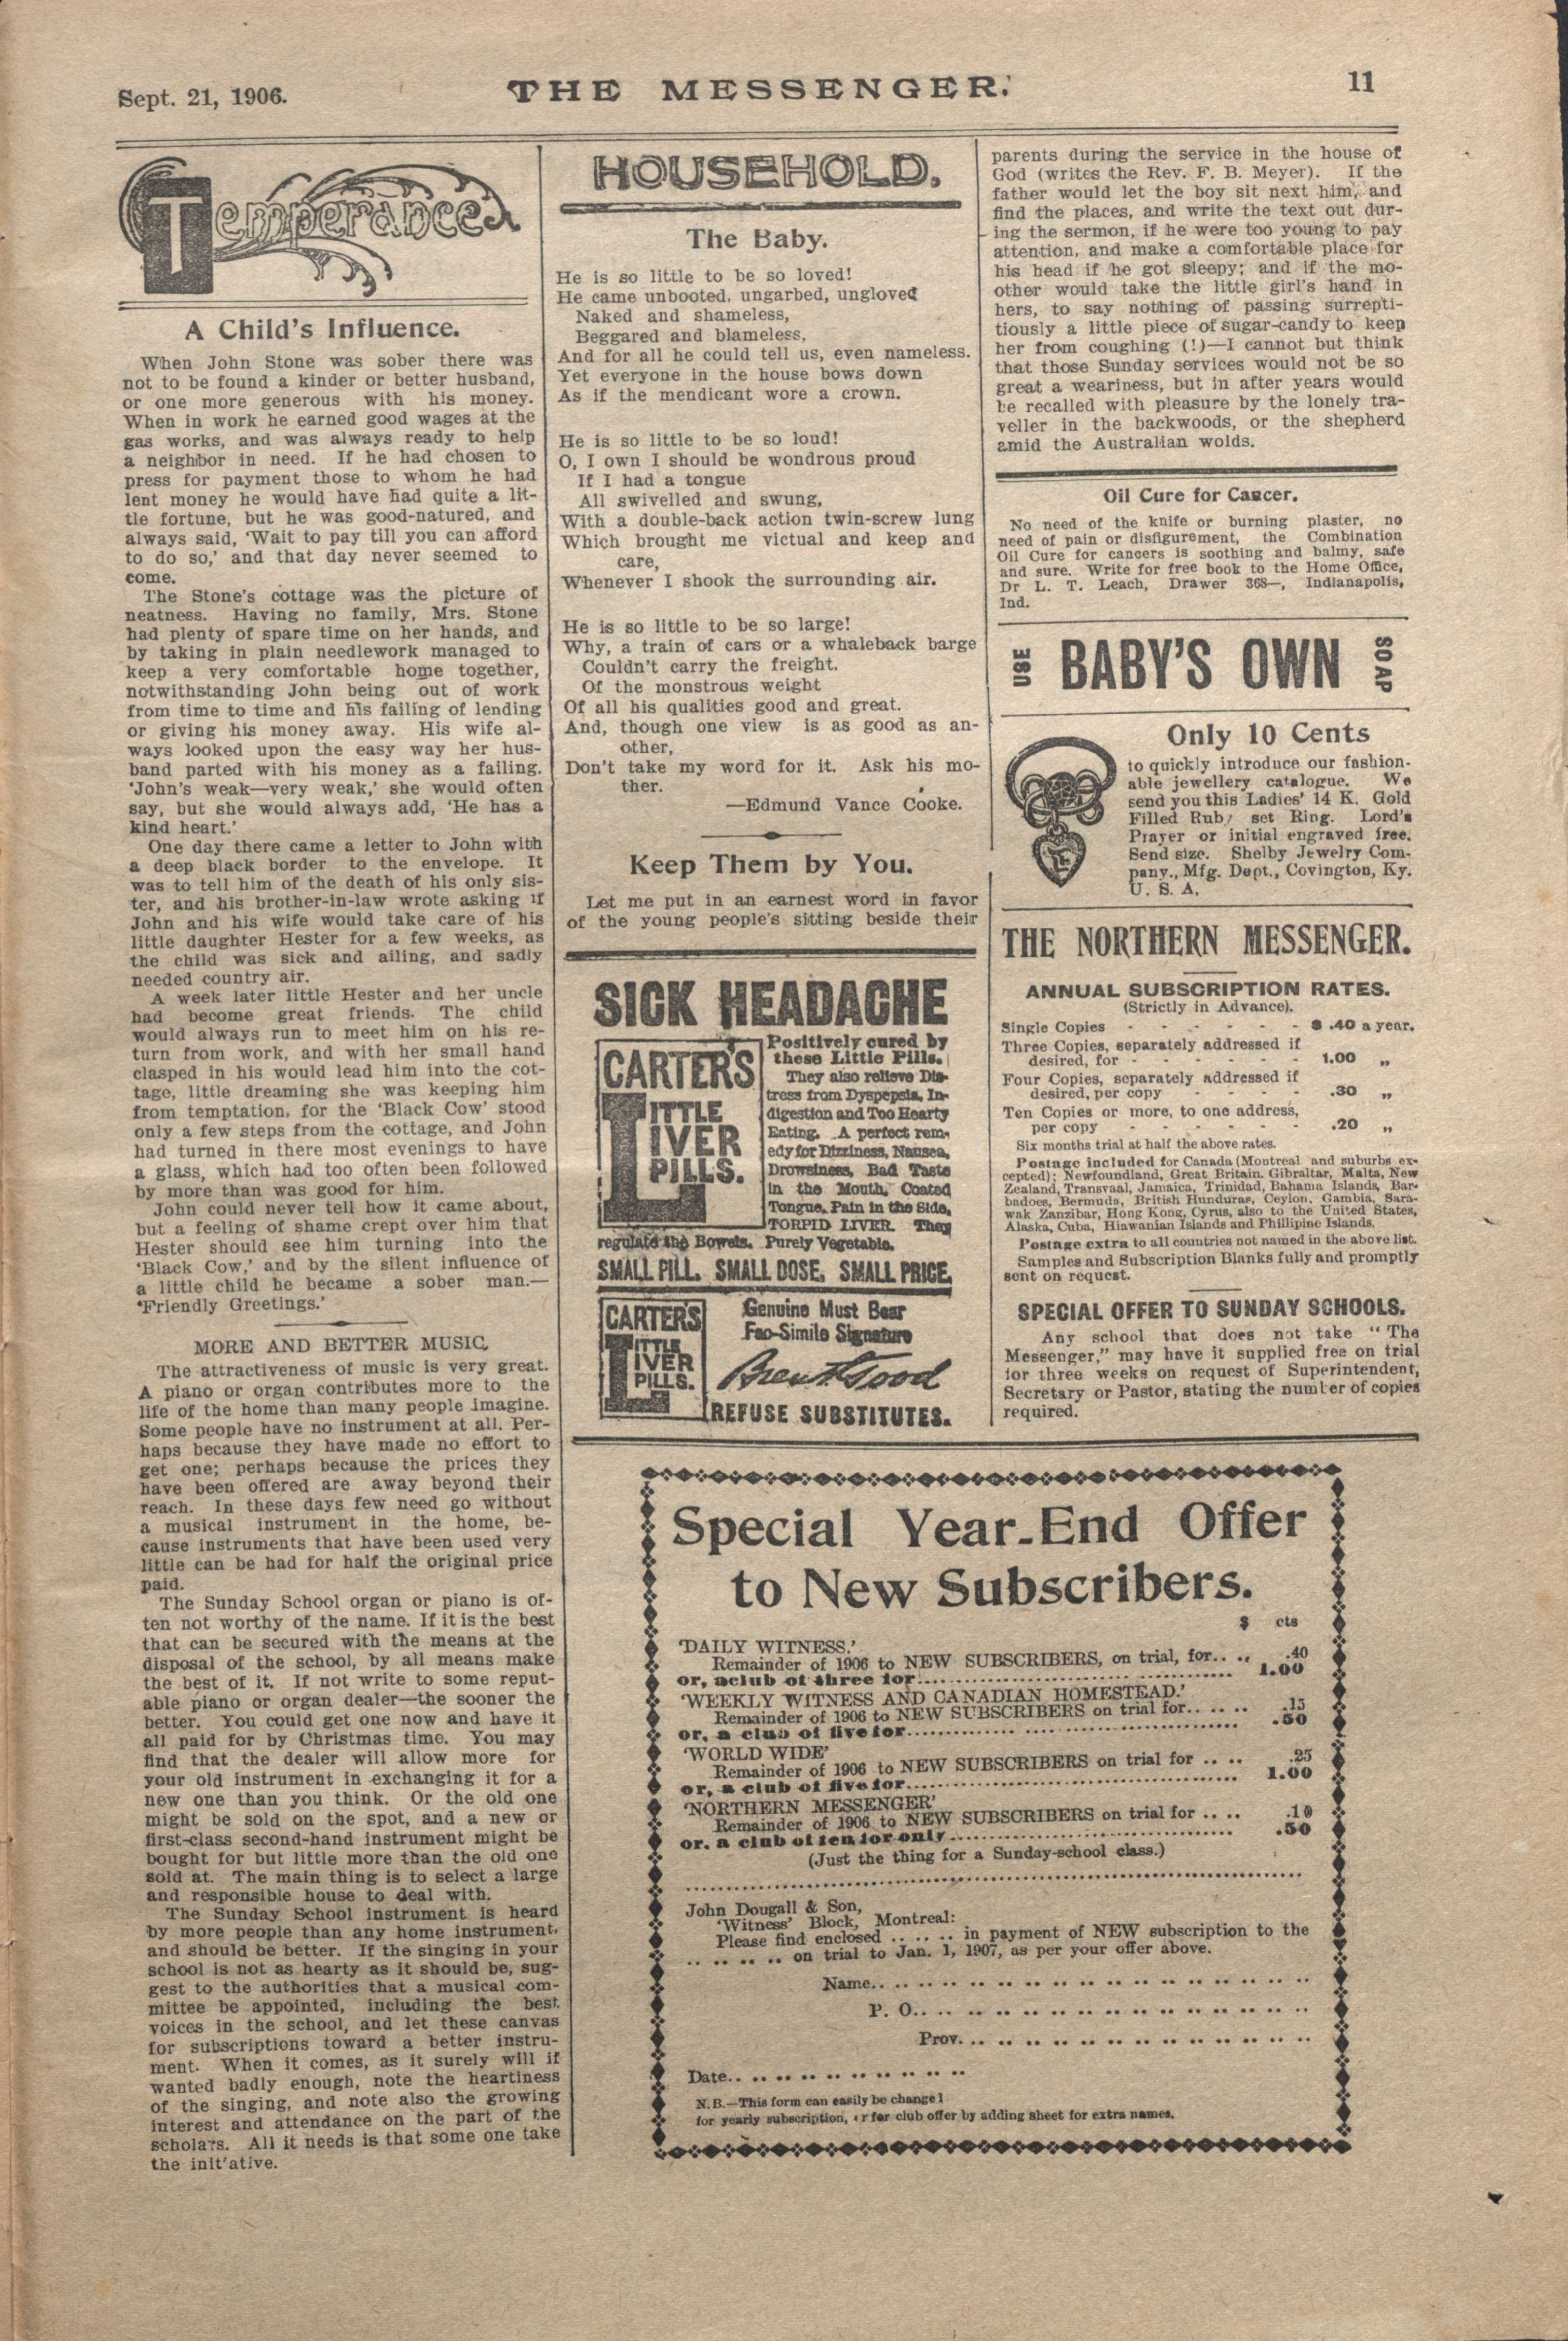 Sept. 21, 1906.
THE MESSENGER.
11
Temperance
A Child's Influence.
When John Stone was sober there was
not to be found a kinder or better husband,
or one more generous with his money.
When in work he earned good wages at the
gas works, and was always ready to help
a neighbor in need. If he had chosen to
press for payment those to whom he had
lent money he would have had quite a lit-
tle fortune, but he was good-natured, and
always said, 'Wait to pay till you can afford
to do so,' and that day never seemed to
come.
The Stone's cottage was the picture of
neatness. Having no family, Mrs. Stone
had plenty of spare time on her hands, and
by taking in plain needlework managed to
keep a very comfortable home together,
notwithstanding John being out of work
from time to time and his failing of lending
or giving his money away. His wife al-
ways looked upon the easy way her hus-
band parted with his money as a failing.
'John's weak—very weak,' she would often
say, but she would always add, 'He has a
kind heart.'
One day there came a letter to John with
a deep black border to the envelope. It
was to tell him of the death of his only sis-
ter, and his brother-in-law wrote asking if
John and his wife would take care of his
little daughter Hester for a few weeks, as
the child was sick and ailing, and sadly
needed country air.
A week later little Hester and her uncle
had become great friends. The child
would always run to meet him on his re-
turn from work, and with her small hand
clasped in his would lead him into the cot-
tage, little dreaming she was keeping him
from temptation, for the 'Black Cow' stood
only a few steps from the cottage, and John
had turned in there most evenings to have
a glass, which had too often been followed
by more than was good for him.
John could never tell how it came about,
but a feeling of shame crept over him that
Hester should see him turning into the
'Black Cow,' and by the silent influence of
a little child he became a sober man.—
'Friendly Greetings.'
MORE AND BETTER MUSIC.
The attractiveness of music is very great.
A piano or organ contributes more to the
life of the home than many people imagine.
Some people have no instrument at all. Per-
haps because they have made no effort to
get one; perhaps because the prices they
have been offered are away beyond their
reach. In these days few need go without
a musical instrument in the home, be-
cause instruments that have been used very
little can be had for half the original price
paid.
The Sunday School organ or piano is of-
ten not worthy of the name. If it is the best
that can be secured with the means at the
disposal of the school, by all means make
the best of it. If not write to some reput-
able piano or organ dealer—the sooner the
better. You could get one now and have it
all paid for by Christmas time. You may
find that the dealer will allow more for
your old instrument in exchanging it for a
new one than you think. Or the old one
might be sold on the spot, and a new or
first-class second-hand instrument might be
bought for but little more than the old one
sold at. The main thing is to select a large
and responsible house to deal with.
The Sunday School instrument is heard
by more people than any home instrument,
and should be better. If the singing in your
school is not as hearty as it should be, sug-
gest to the authorities that a musical com-
mittee be appointed, including the best
voices in the school, and let these canvas
for subscriptions toward a better instru-
ment. When it comes, as it surely will if
wanted badly enough, note the heartiness
of the singing, and note also the growing
interest and attendance on the part of the
scholars. All it needs is that some one take
the init'ative.
HOUSEHOLD.
The Baby.
He is so little to be so loved!
He came unbooted, ungarbed, ungloved
Naked and shameless,
Beggared and blameless,
And for all he could tell us, even nameless.
Yet everyone in the house bows down
As if the mendicant wore a crown.
He is so little to be so loud!
O, I own I should be wondrous proud
If I had a tongue
All swivelled and swung,
With a double-back action twin-screw lung
Which brought me victual and keep and
care,
Whenever I shook the surrounding air.
He is so little to be so large!
Why, a train of cars or a whaleback barge
Couldn't carry the freight.
Of the monstrous weight
Of all his qualities good and great.
And, though one view is as good as an-
other,
Don't take my word for it. Ask his mo-
ther.
—Edmund Vance Cooke.
Keep Them by You.
Let me put in an earnest word in favor
of the young people's sitting beside their
SICK HEADACHE
CARTER'S
LITTLE
LIVER
PILLS.
Positively cured by
these Little Pills.
They also relieve Dis-
tress from Dyspepsia, In-
digestion and Too Hearty
Eating. A perfect rem-
edy for Dizziness, Nausea,
Drowsiness, Bad Taste
in the Mouth, Coated
Tongue, Pain in the Side,
TORPID LIVER. They
regulate the Bowels. Purely Vegetable.
SMALL PILL. SMALL DOSE. SMALL PRICE.
CARTER'S
LITTLE
LIVER
PILLS.
Genuine Must Bear
Fac-Simile Signature
Brent Good
REFUSE SUBSTITUTES.
parents during the service in the house of
God (writes the Rev. F. B. Meyer). If the
father would let the boy sit next him, and
find the places, and write the text out dur-
ing the sermon, if he were too young to pay
attention, and make a comfortable place for
his head if he got sleepy; and if the mo-
other would take the little girl's hand in
hers, to say nothing of passing surrepti-
tiously a little piece of sugar-candy to keep
her from coughing (!)—I cannot but think
that those Sunday services would not be so
great a weariness, but in after years would
be recalled with pleasure by the lonely tra-
veller in the backwoods, or the shepherd
amid the Australian wolds.
Oil Cure for Cancer.
No need of the knife or burning plaster, no
need of pain or disfigurement, the Combination
Oil Cure for cancers is soothing and balmy, safe
and sure. Write for free book to the Home Office,
Dr L. T. Leach, Drawer 368—, Indianapolis,
Ind.
USE BABY'S OWN SOAP
Only 10 Cents
to quickly introduce our fashion-
able jewellery catalogue. We
send you this Ladies' 14 K. Gold
Filled Ruby set Ring. Lord's
Prayer or initial engraved free.
Send size. Shelby Jewelry Com-
pany., Mfg. Dept., Covington, Ky.
U. S. A.
THE NORTHERN MESSENGER.
ANNUAL SUBSCRIPTION RATES.
(Strictly in Advance).
Single Copies - - - - - - $ .40 a year.
Three Copies, separately addressed if
desired, for - - - - - - 1.00 „
Four Copies, separately addressed if
desired, per copy - - - - - .30 „
Ten Copies or more, to one address,
per copy - - - - - - .20 „
Six months trial at half the above rates.
Postage included for Canada (Montreal and suburbs ex-
cepted); Newfoundland, Great Britain, Gibraltar, Malta, New
Zealand, Transvaal, Jamaica, Trinidad, Bahama Islands, Bar-
badoes, Bermuda, British Hunduras, Ceylon, Gambia, Sara-
wak Zanzibar, Hong Kong, Cyrus, also to the United States,
Alaska, Cuba, Hiawanian Islands and Phillipine Islands.
Postage extra to all countries not named in the above list.
Samples and Subscription Blanks fully and promptly
sent on request.
SPECIAL OFFER TO SUNDAY SCHOOLS.
Any school that does not take "The
Messenger," may have it supplied free on trial
for three weeks on request of Superintendent,
Secretary or Pastor, stating the number of copies
required.
Special Year-End Offer
to New Subscribers.
$ cts
'DAILY WITNESS.'
Remainder of 1906 to NEW SUBSCRIBERS, on trial, for.. .. .40
or, a club of three for.................... 1.00
'WEEKLY WITNESS AND CANADIAN HOMESTEAD.'
Remainder of 1906 to NEW SUBSCRIBERS on trial for.. .. .. .15
or, a club of five for.................... .50
'WORLD WIDE'
Remainder of 1906 to NEW SUBSCRIBERS on trial for .. .. .25
or, a club of five for.................... 1.00
'NORTHERN MESSENGER'
Remainder of 1906 to NEW SUBSCRIBERS on trial for .. .. .10
or, a club of ten for only.................... .50
(Just the thing for a Sunday-school class.)
John Dougall & Son,
'Witness' Block, Montreal:
Please find enclosed .. .. .. in payment of NEW subscription to the
.. .. .. .. on trial to Jan. 1, 1907, as per your offer above.
Name.. .. .. .. .. .. .. .. .. .. .. .. .. .. .. ..
P. O.. .. .. .. .. .. .. .. .. .. .. .. .. .. ..
Prov. .. .. .. .. .. .. .. .. .. .. .. .. ..
Date.. .. .. .. .. .. .. .. .. ..
N.B.—This form can easily be changed
for yearly subscription, or for club offer by adding sheet for extra names.